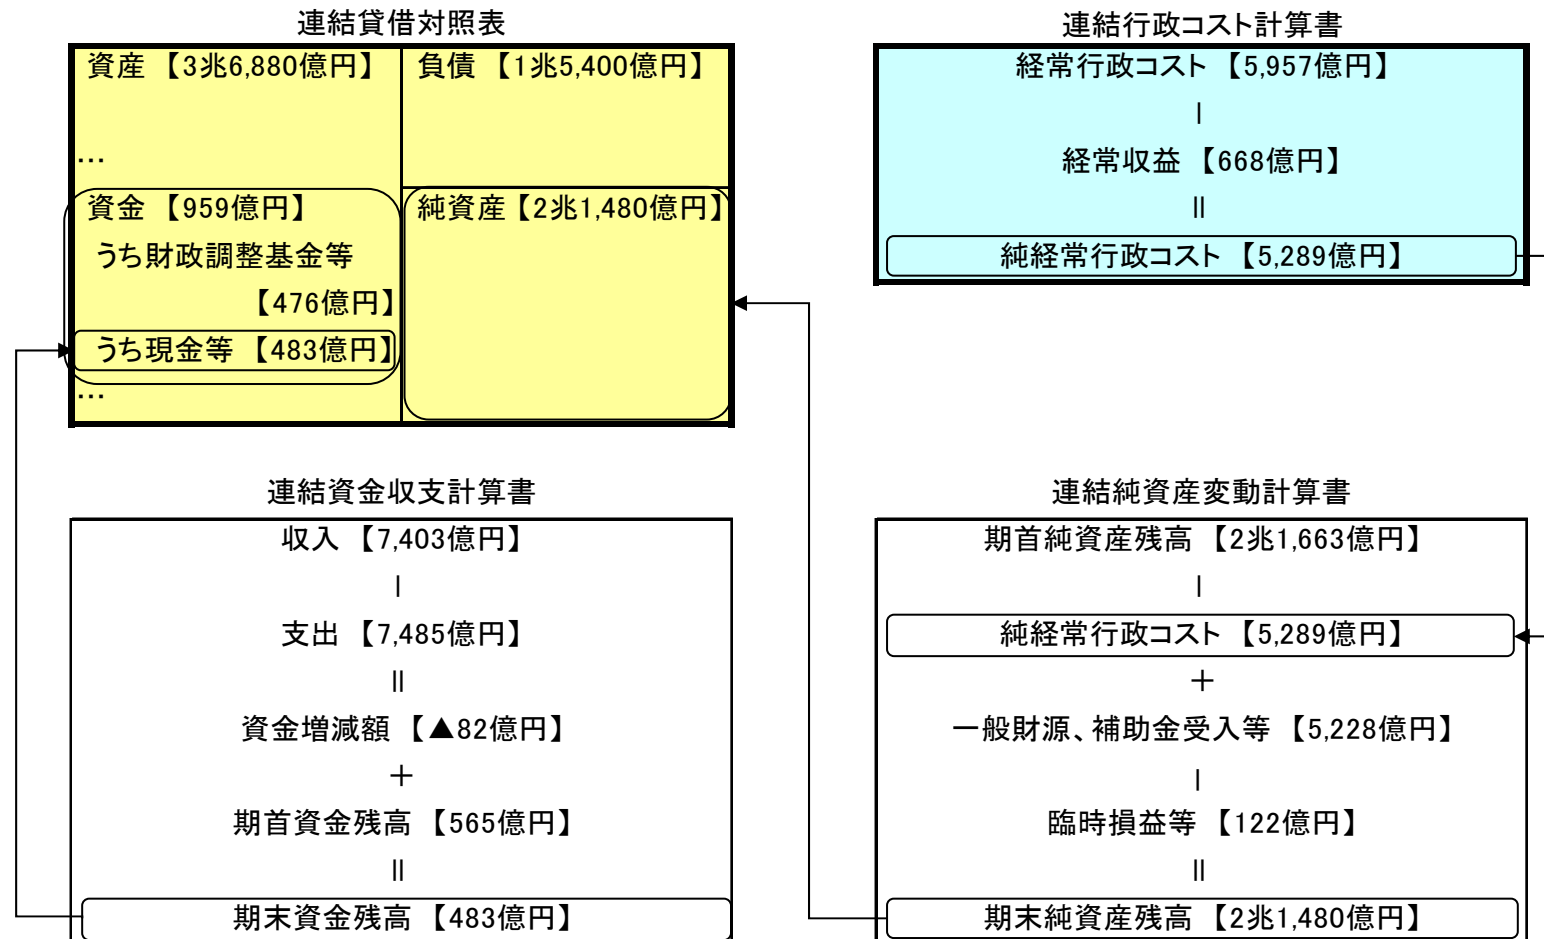 連結貸借対照表
資産 【3兆6,880億円】
負債 【1兆5,400億円】
…
資金 【959億円】
うち財政調整基金等
【476億円】
うち現金等 【483億円】
…
純資産【2兆1,480億円】
連結行政コスト計算書
経常行政コスト 【5,957億円】
－
経常収益 【668億円】
＝
純経常行政コスト 【5,289億円】
連結資金収支計算書
収入 【7,403億円】
－
支出 【7,485億円】
＝
資金増減額 【▲82億円】
＋
期首資金残高 【565億円】
＝
期末資金残高 【483億円】
連結純資産変動計算書
期首純資産残高 【2兆1,663億円】
－
純経常行政コスト 【5,289億円】
＋
一般財源、補助金受入等 【5,228億円】
－
臨時損益等 【122億円】
＝
期末純資産残高 【2兆1,480億円】